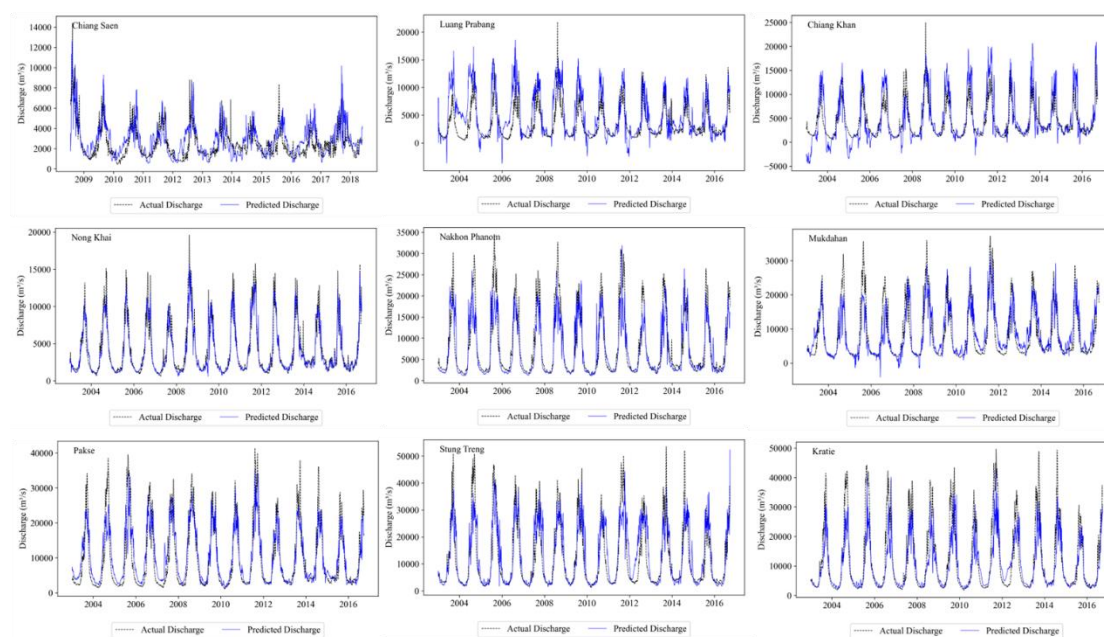 Chiang Saen
Discharge (m³/s)
14000
12000
10000
8000
6000
4000
2000
0
2009 2010 2011 2012 2013 2014 2015 2016 2017 2018
Actual Discharge Predicted Discharge
Luang Prabang
Discharge (m³/s)
20000
15000
10000
5000
0
2004 2006 2008 2010 2012 2014 2016
Actual Discharge Predicted Discharge
Chiang Khan
Discharge (m³/s)
25000
20000
15000
10000
5000
0
−5000
2004 2006 2008 2010 2012 2014 2016
Actual Discharge Predicted Discharge
Nong Khai
Discharge (m³/s)
20000
15000
10000
5000
0
2004 2006 2008 2010 2012 2014 2016
Actual Discharge Predicted Discharge
Nakhon Phanom
Discharge (m³/s)
35000
30000
25000
20000
15000
10000
5000
0
2004 2006 2008 2010 2012 2014 2016
Actual Discharge Predicted Discharge
Mukdahan
Discharge (m³/s)
30000
20000
10000
0
2004 2006 2008 2010 2012 2014 2016
Actual Discharge Predicted Discharge
Pakse
Discharge (m³/s)
40000
30000
20000
10000
0
2004 2006 2008 2010 2012 2014 2016
Actual Discharge Predicted Discharge
Stung Treng
Discharge (m³/s)
50000
40000
30000
20000
10000
0
2004 2006 2008 2010 2012 2014 2016
Actual Discharge Predicted Discharge
Kratie
Discharge (m³/s)
50000
40000
30000
20000
10000
0
2004 2006 2008 2010 2012 2014 2016
Actual Discharge Predicted Discharge